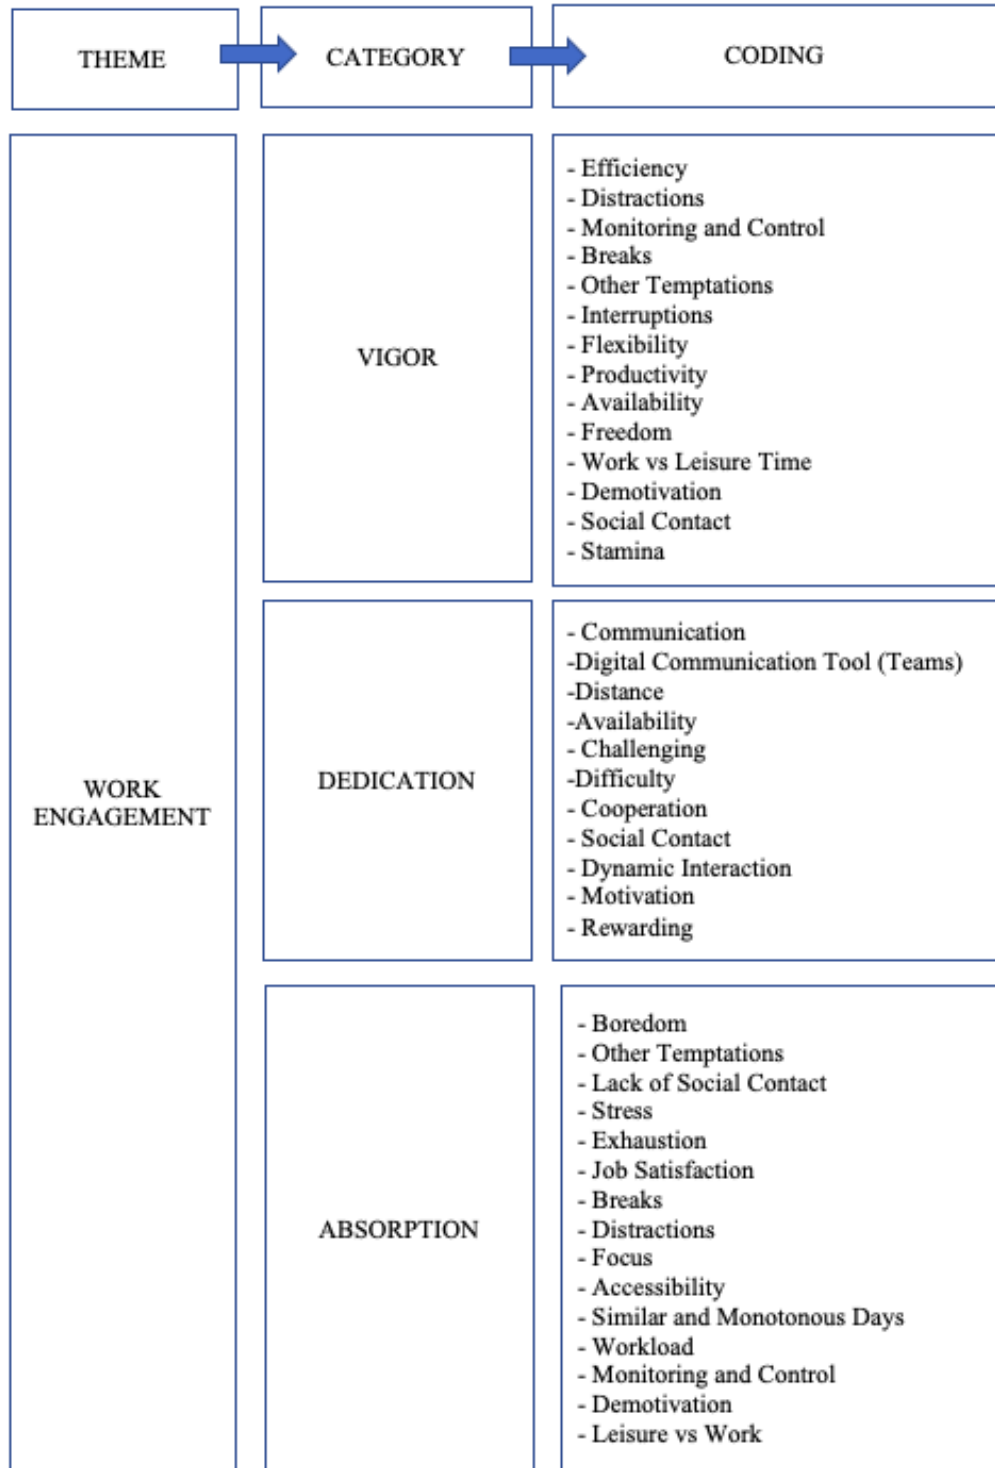 THEME
CATEGORY
CODING
WORK
ENGAGEMENT
VIGOR
- Efficiency
- Distractions
- Monitoring and Control
- Breaks
- Other Temptations
- Interruptions
- Flexibility
- Productivity
- Availability
- Freedom
- Work vs Leisure Time
- Demotivation
- Social Contact
- Stamina
DEDICATION
- Communication
-Digital Communication Tool (Teams)
-Distance
-Availability
- Challenging
-Difficulty
- Cooperation
- Social Contact
- Dynamic Interaction
- Motivation
- Rewarding
ABSORPTION
- Boredom
- Other Temptations
- Lack of Social Contact
- Stress
- Exhaustion
- Job Satisfaction
- Breaks
- Distractions
- Focus
- Accessibility
- Similar and Monotonous Days
- Workload
- Monitoring and Control
- Demotivation
- Leisure vs Work